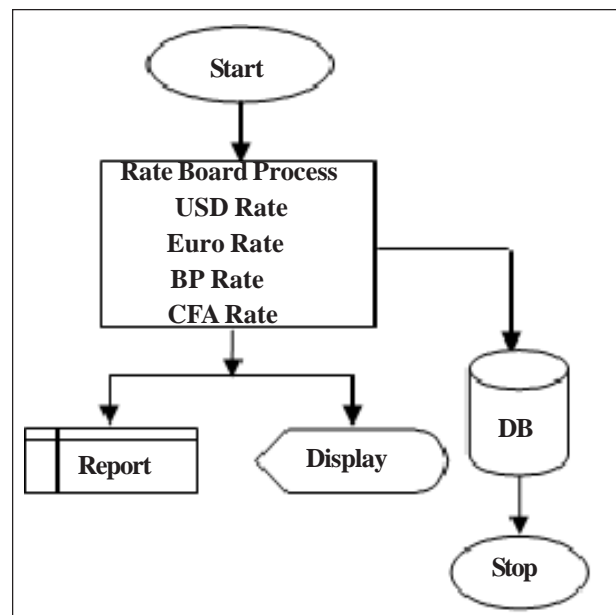 Start
Rate Board Process
USD Rate
Euro Rate
BP Rate
CFA Rate
Report
Display
DB
Stop